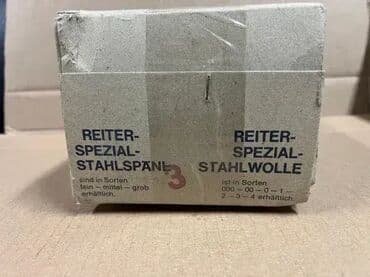 REITER-
SPEZIAL-
STAHLSPÄNE
sind in Sorten
fein – mittel – grob
erhältlich.
3
REITER-
SPEZIAL-
STAHLWOLLE
ist in Sorten
000 – 00 – 0 – 1 –
2 – 3 – 4 erhältlich.